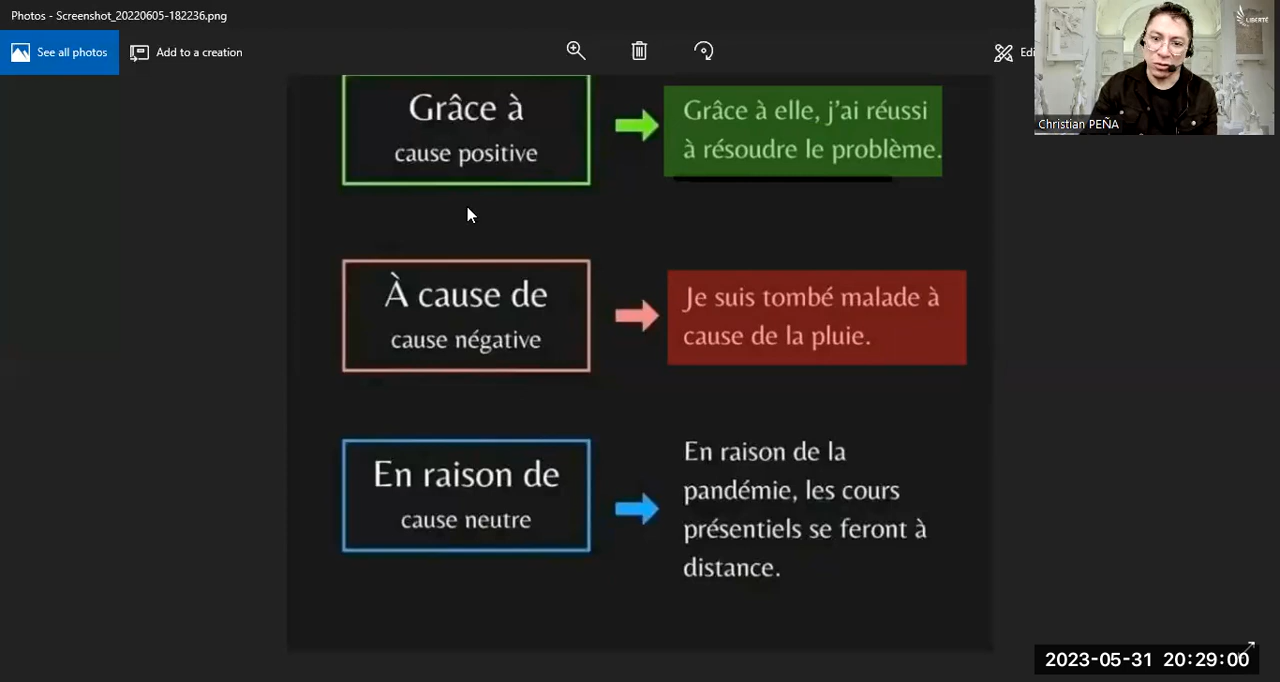 Photos - Screenshot_20220605-182236.png
See all photos
Add to a creation
Edi
LIBERTÉ
Christian PEÑA
Grâce à
cause positive
Grâce à elle, j'ai réussi
à résoudre le problème.
À cause de
cause négative
Je suis tombé malade à
cause de la pluie.
En raison de
cause neutre
En raison de la
pandémie, les cours
présentiels se feront à
distance.
2023-05-31 20:29:00